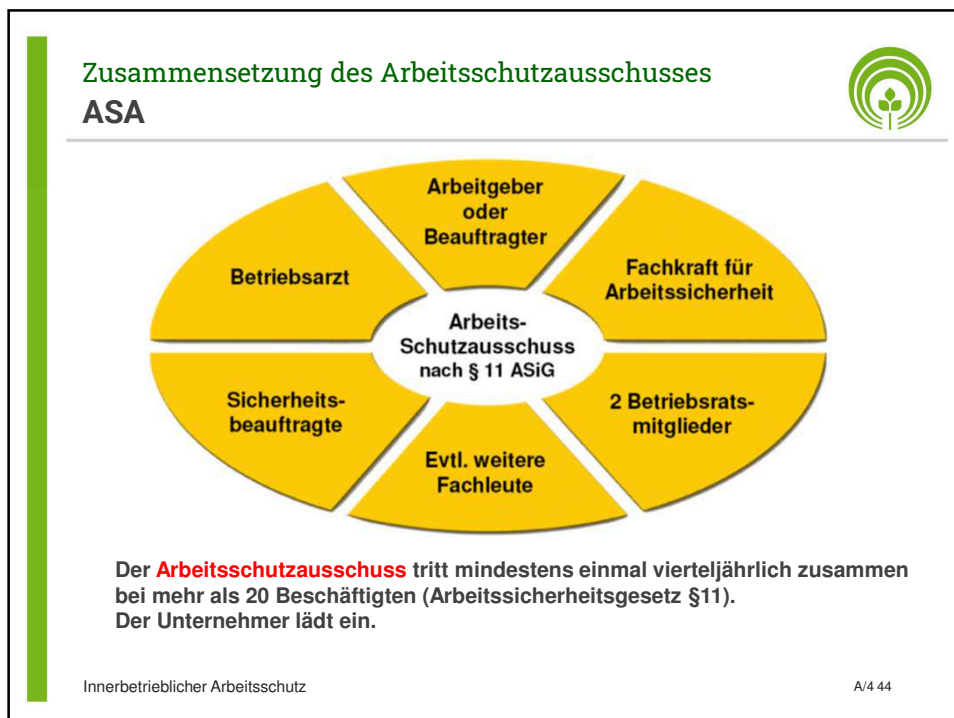 Zusammensetzung des Arbeitsschutzausschusses
ASA
Arbeitgeber
oder
Beauftragter
Betriebsarzt
Fachkraft für
Arbeitssicherheit
Arbeits-
Schutzausschuss
nach § 11 ASiG
Sicherheits-
beauftragte
2 Betriebsrats-
mitglieder
Evtl. weitere
Fachleute
Der Arbeitsschutzausschuss tritt mindestens einmal vierteljährlich zusammen
bei mehr als 20 Beschäftigten (Arbeitssicherheitsgesetz §11).
Der Unternehmer lädt ein.
Innerbetrieblicher Arbeitsschutz
A/4 44